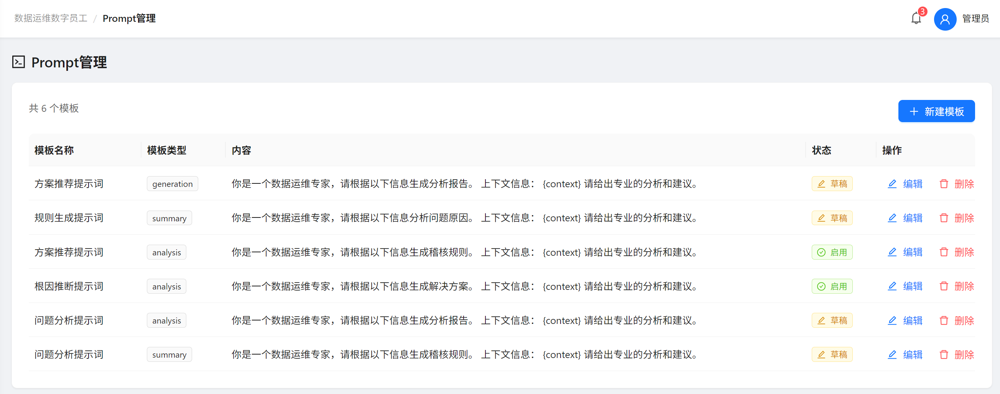 数据运维数字员工 / Prompt管理 3 管理员
Prompt管理
共 6 个模板 新建模板
模板名称 模板类型 内容 状态 操作
方案推荐提示词 generation 你是一个数据运维专家，请根据以下信息生成分析报告。 上下文信息： {context} 请给出专业的分析和建议。 草稿 编辑 删除
规则生成提示词 summary 你是一个数据运维专家，请根据以下信息分析问题原因。 上下文信息： {context} 请给出专业的分析和建议。 草稿 编辑 删除
方案推荐提示词 analysis 你是一个数据运维专家，请根据以下信息生成稽核规则。 上下文信息： {context} 请给出专业的分析和建议。 启用 编辑 删除
根因推断提示词 analysis 你是一个数据运维专家，请根据以下信息生成解决方案。 上下文信息： {context} 请给出专业的分析和建议。 启用 编辑 删除
问题分析提示词 analysis 你是一个数据运维专家，请根据以下信息生成分析报告。 上下文信息： {context} 请给出专业的分析和建议。 草稿 编辑 删除
问题分析提示词 summary 你是一个数据运维专家，请根据以下信息生成稽核规则。 上下文信息： {context} 请给出专业的分析和建议。 草稿 编辑 删除